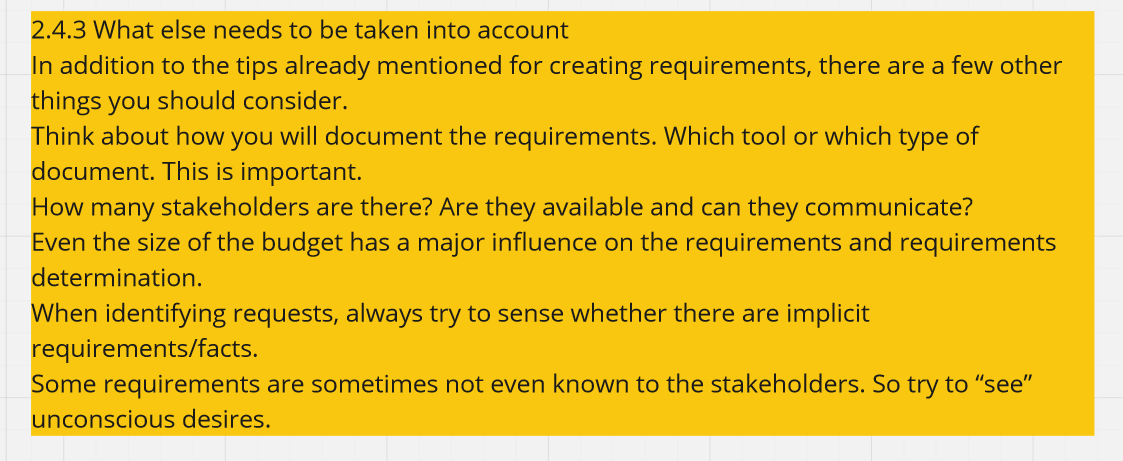 2.4.3 What else needs to be taken into account
In addition to the tips already mentioned for creating requirements, there are a few other
things you should consider.
Think about how you will document the requirements. Which tool or which type of
document. This is important.
How many stakeholders are there? Are they available and can they communicate?
Even the size of the budget has a major influence on the requirements and requirements
determination.
When identifying requests, always try to sense whether there are implicit
requirements/facts.
Some requirements are sometimes not even known to the stakeholders. So try to “see”
unconscious desires.